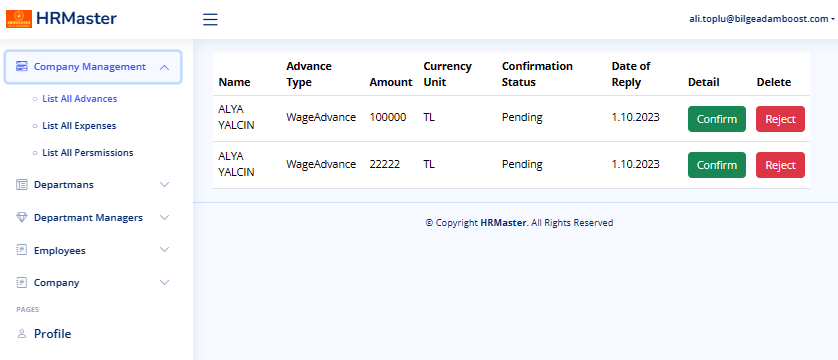 HRMaster
ali.toplu@bilgeadamboost.com
Company Management
List All Advances
List All Expenses
List All Persmissions
Departmans
Departmant Managers
Employees
Company
PAGES
Profile
Name Advance Type Amount Currency Unit Confirmation Status Date of Reply Detail Delete
ALYA YALCIN WageAdvance 100000 TL Pending 1.10.2023 Confirm Reject
ALYA YALCIN WageAdvance 22222 TL Pending 1.10.2023 Confirm Reject
© Copyright HRMaster. All Rights Reserved